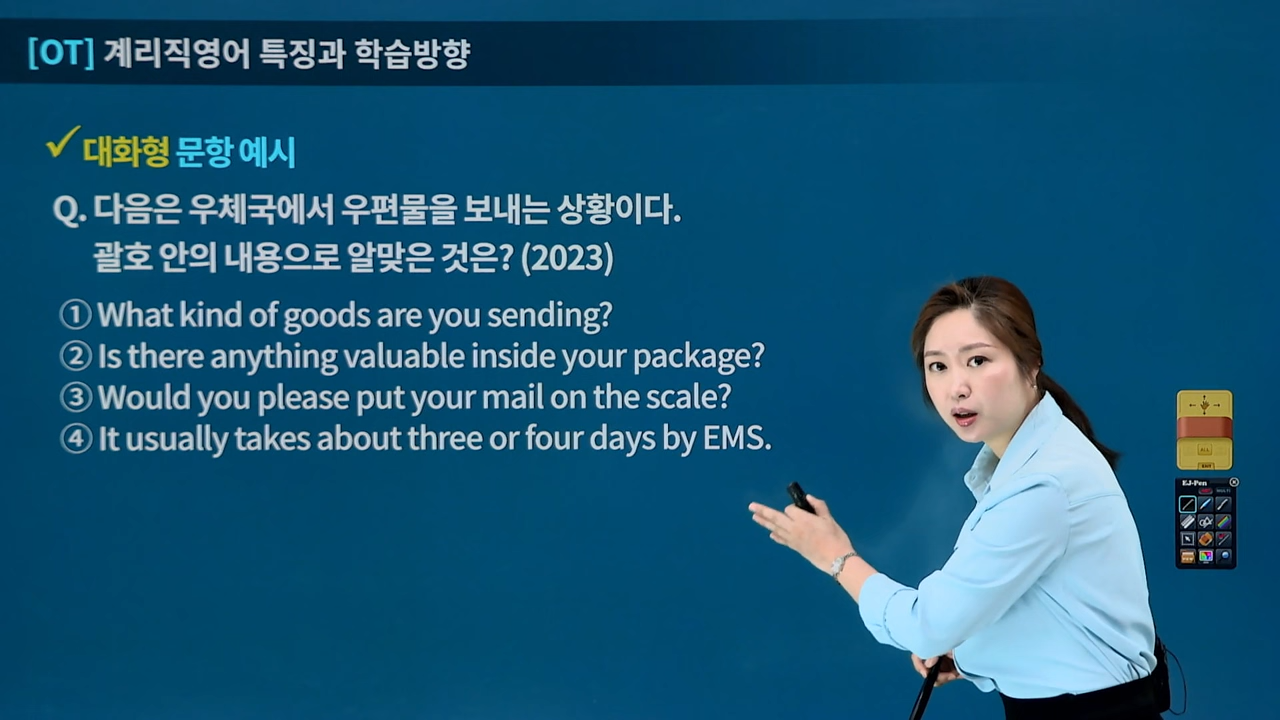 [OT] 계리직영어 특징과 학습방향
대화형 문항 예시
Q. 다음은 우체국에서 우편물을 보내는 상황이다.
괄호 안의 내용으로 알맞은 것은? (2023)
① What kind of goods are you sending?
② Is there anything valuable inside your package?
③ Would you please put your mail on the scale?
④ It usually takes about three or four days by EMS.
ALL
EJ-Pen